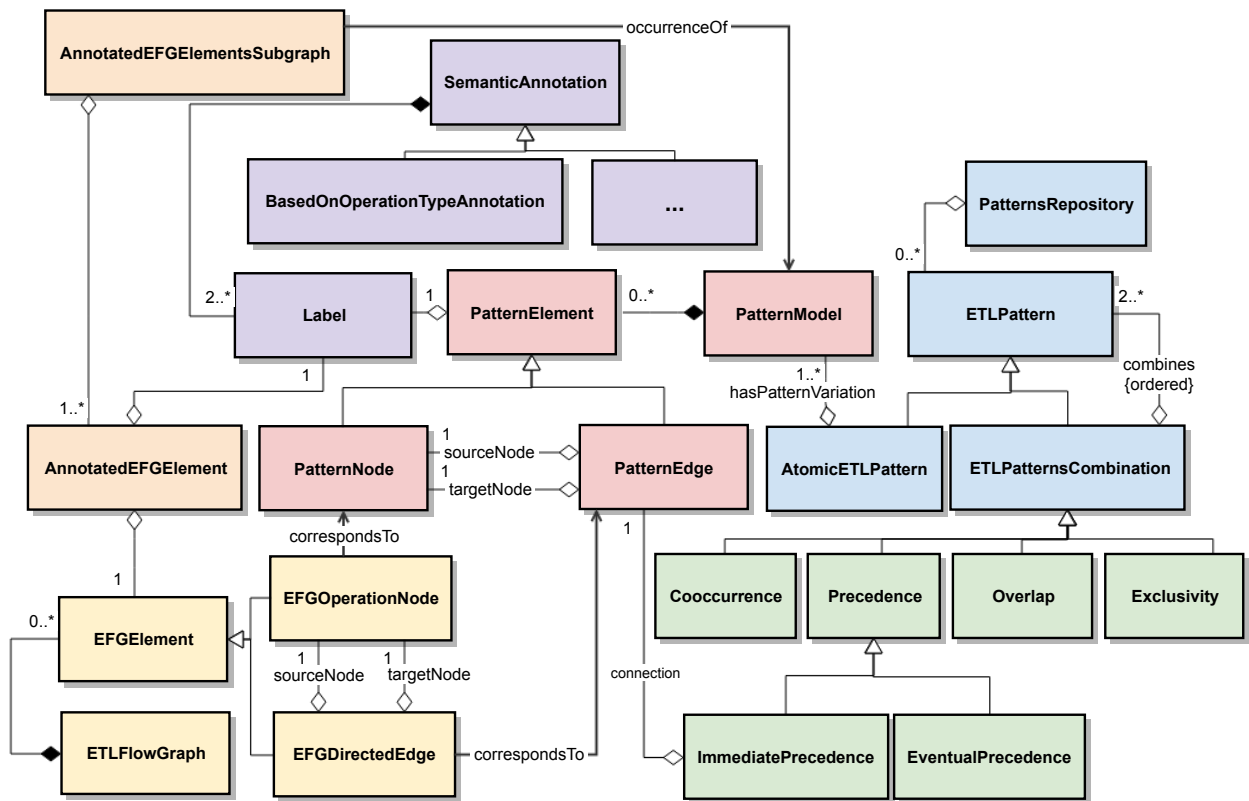 occurrenceOf
AnnotatedEFGElementsSubgraph
SemanticAnnotation
BasedOnOperationTypeAnnotation
...
PatternsRepository
0..*
2..*
Label
1
PatternElement
0..*
PatternModel
ETLPattern
2..*
1
1..*
hasPatternVariation
combines
{ordered}
1..*
AnnotatedEFGElement
PatternNode
1
sourceNode
1
targetNode
PatternEdge
AtomicETLPattern
ETLPatternsCombination
correspondsTo
1
1
EFGOperationNode
Cooccurrence
Precedence
Overlap
Exclusivity
0..*
EFGElement
1
sourceNode
1
targetNode
connection
ETLFlowGraph
EFGDirectedEdge
correspondsTo
ImmediatePrecedence
EventualPrecedence